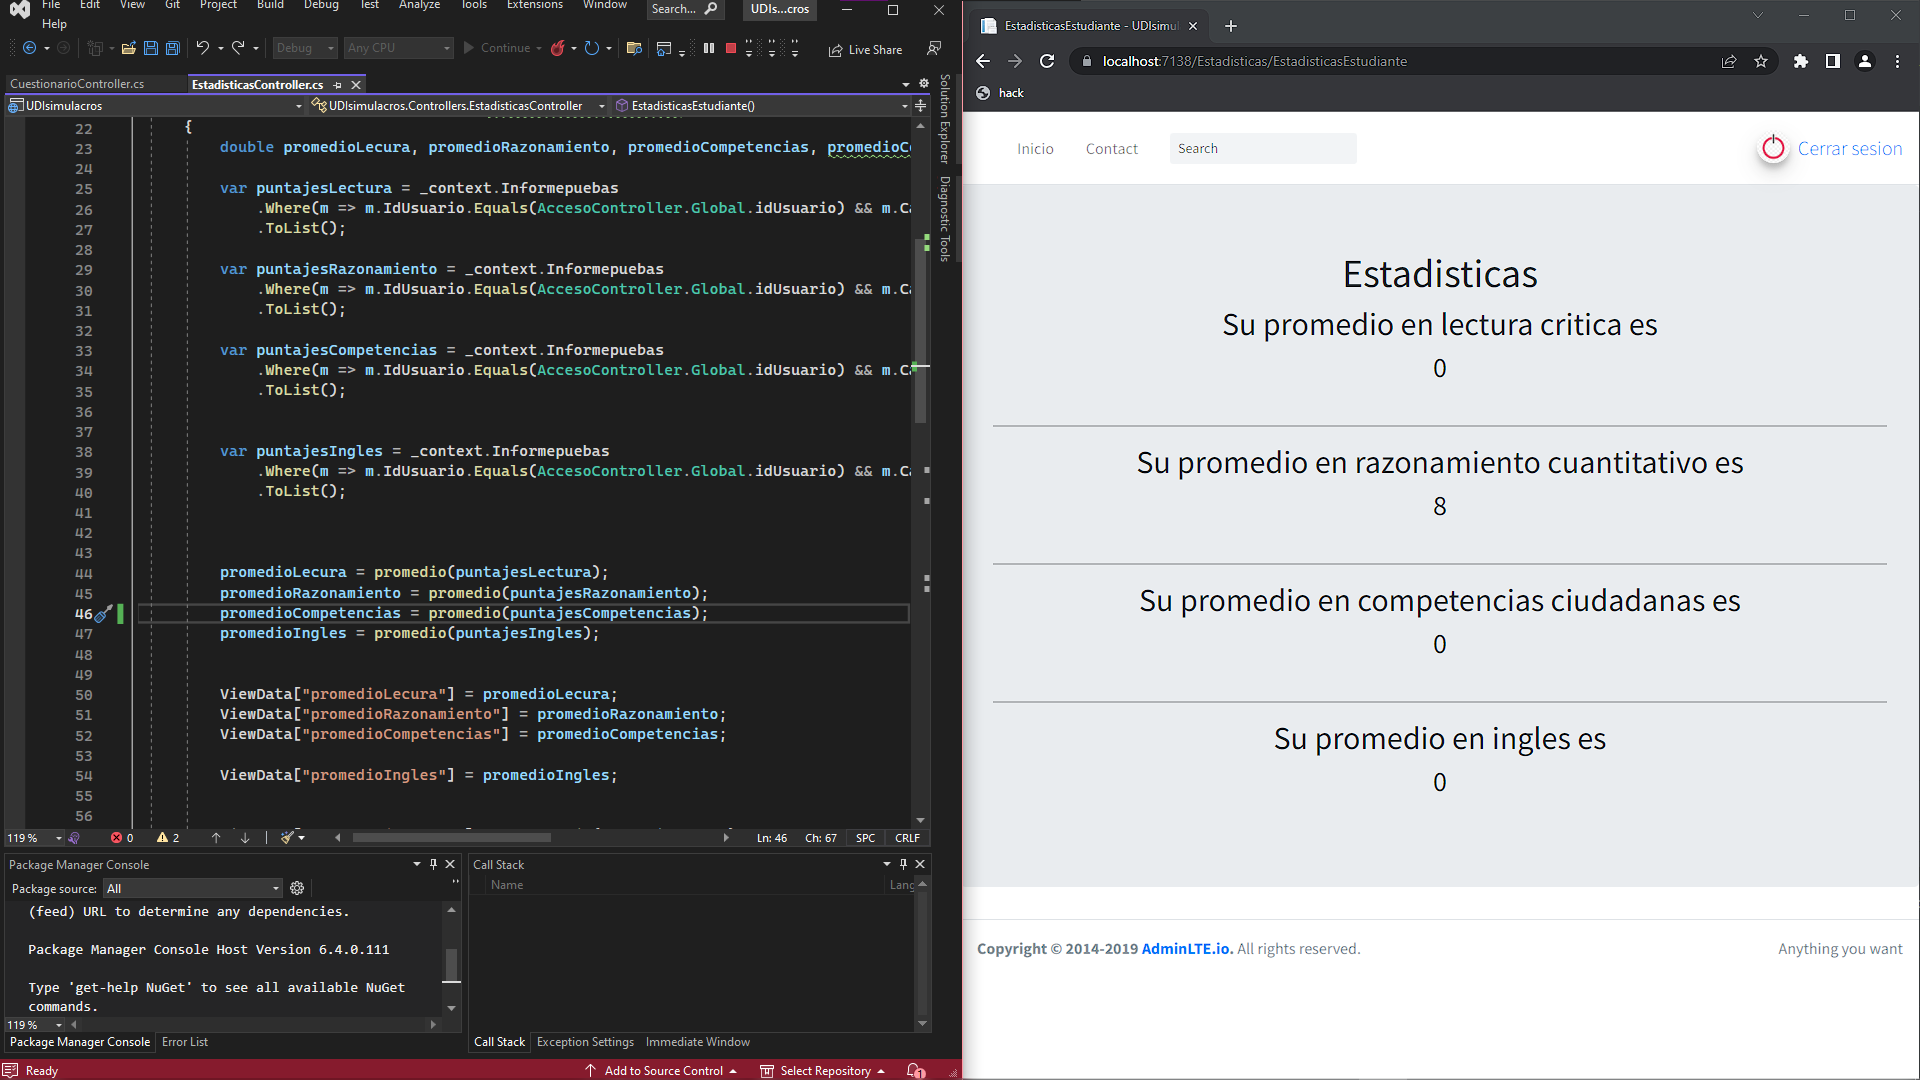 File Edit View Git Project Build Debug Test Analyze Tools Extensions Window Search... UDIs...cros
Help
Debug Any CPU Continue Live Share
CuestionarioController.cs EstadisticasController.cs
UDIsimulacros UDIsimulacros.Controllers.EstadisticasController EstadisticasEstudiante()
22 {
23 double promedioLecura, promedioRazonamiento, promedioCompetencias, promedioC
24
25 var puntajesLectura = _context.Informepuebas
26 .Where(m => m.IdUsuario.Equals(AccesoController.Global.idUsuario) && m.Ca
27 .ToList();
28
29 var puntajesRazonamiento = _context.Informepuebas
30 .Where(m => m.IdUsuario.Equals(AccesoController.Global.idUsuario) && m.Ca
31 .ToList();
32
33 var puntajesCompetencias = _context.Informepuebas
34 .Where(m => m.IdUsuario.Equals(AccesoController.Global.idUsuario) && m.Ca
35 .ToList();
36
37
38 var puntajesIngles = _context.Informepuebas
39 .Where(m => m.IdUsuario.Equals(AccesoController.Global.idUsuario) && m.Ca
40 .ToList();
41
42
43
44 promedioLecura = promedio(puntajesLectura);
45 promedioRazonamiento = promedio(puntajesRazonamiento);
46 promedioCompetencias = promedio(puntajesCompetencias);
47 promedioIngles = promedio(puntajesIngles);
48
49
50 ViewData["promedioLecura"] = promedioLecura;
51 ViewData["promedioRazonamiento"] = promedioRazonamiento;
52 ViewData["promedioCompetencias"] = promedioCompetencias;
53
54 ViewData["promedioIngles"] = promedioIngles;
55
56
119 % 0 2 Ln: 46 Ch: 67 SPC CRLF
Solution Explorer
Diagnostic Tools
Package Manager Console
Package source: All
(feed) URL to determine any dependencies.
Package Manager Console Host Version 6.4.0.111
Type 'get-help NuGet' to see all available NuGet
commands.
119 %
Package Manager Console Error List
Call Stack
Name Lang
Call Stack Exception Settings Immediate Window
Ready Add to Source Control Select Repository 1
EstadisticasEstudiante - UDIsimul
localhost:7138/Estadisticas/EstadisticasEstudiante
hack
Inicio Contact Search Cerrar sesion
Estadisticas
Su promedio en lectura critica es
0
Su promedio en razonamiento cuantitativo es
8
Su promedio en competencias ciudadanas es
0
Su promedio en ingles es
0
Copyright © 2014-2019 AdminLTE.io. All rights reserved. Anything you want